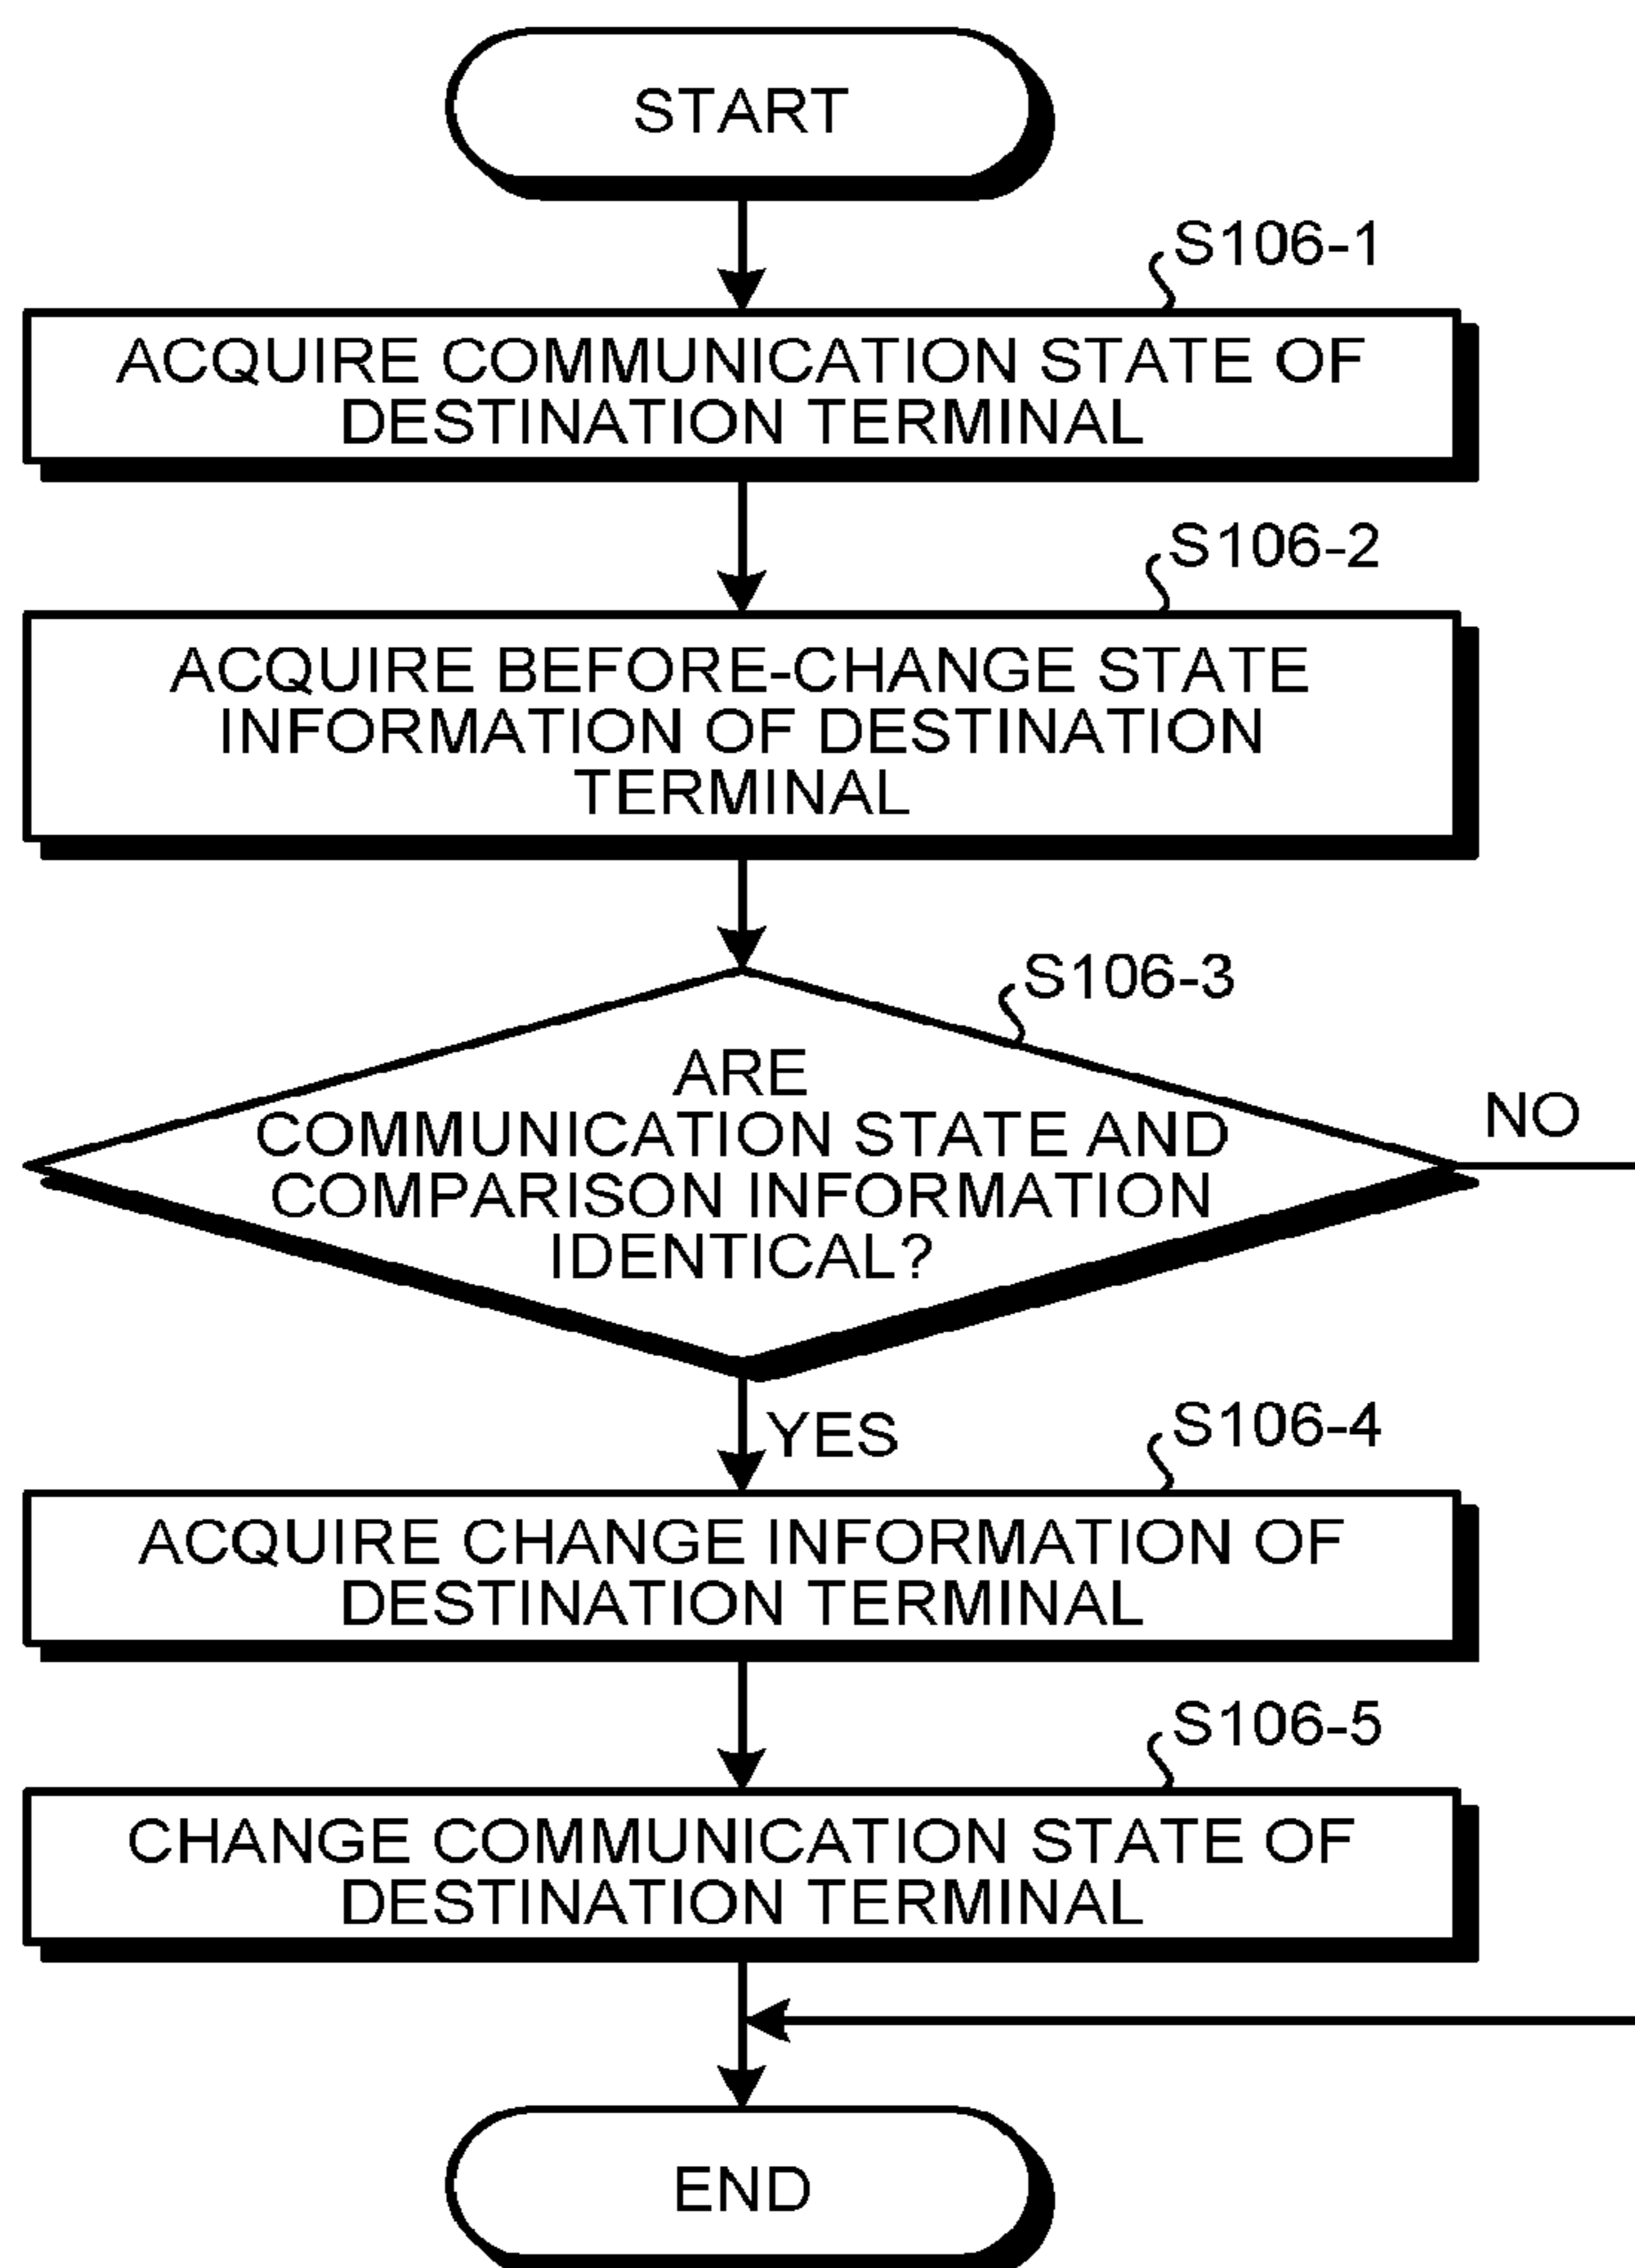 START
S106-1
ACQUIRE COMMUNICATION STATE OF
DESTINATION TERMINAL
S106-2
ACQUIRE BEFORE-CHANGE STATE
INFORMATION OF DESTINATION
TERMINAL
S106-3
ARE
COMMUNICATION STATE AND
COMPARISON INFORMATION
IDENTICAL?
NO
YES
S106-4
ACQUIRE CHANGE INFORMATION OF
DESTINATION TERMINAL
S106-5
CHANGE COMMUNICATION STATE OF
DESTINATION TERMINAL
END